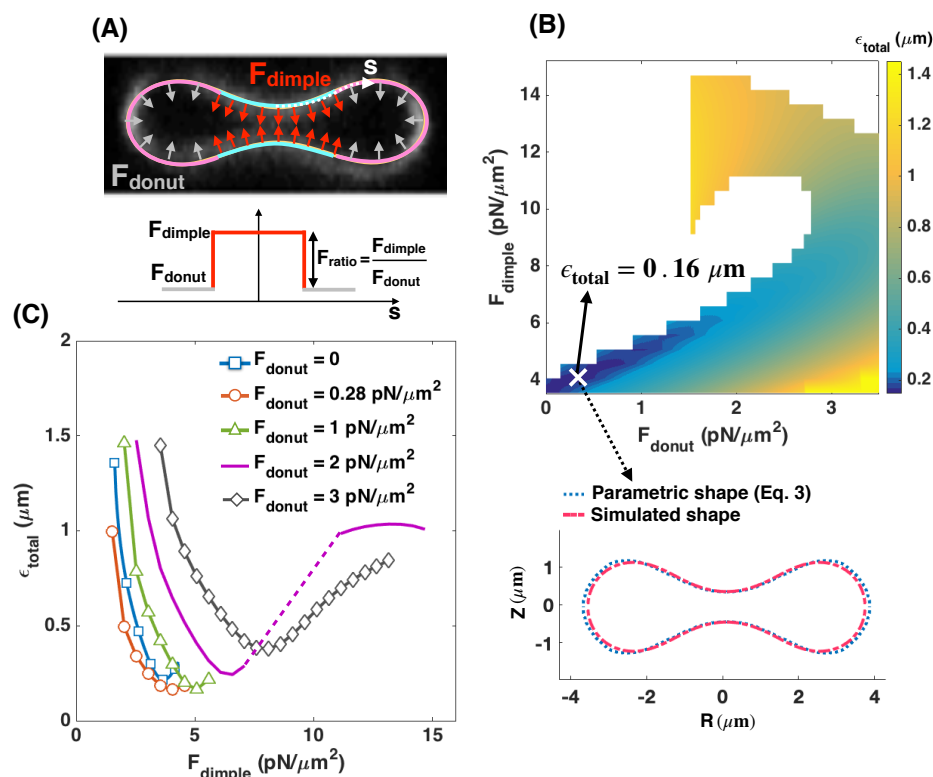 (A)
F_dimple
s
F_donut
F_dimple
F_donut
F_ratio = F_dimple / F_donut
s
(B)
ϵ_total (μm)
1.4
1.2
1
0.8
0.6
0.4
0.2
14
12
10
8
6
4
F_dimple (pN/μm²)
ϵ_total = 0.16 μm
0 1 2 3
F_donut (pN/μm²)
Parametric shape (Eq. 3)
Simulated shape
1
0
-1
Z (μm)
-4 -2 0 2 4
R (μm)
(C)
2
1.5
1
0.5
0
ϵ_total (μm)
F_donut = 0
F_donut = 0.28 pN/μm²
F_donut = 1 pN/μm²
F_donut = 2 pN/μm²
F_donut = 3 pN/μm²
0 5 10 15
F_dimple (pN/μm²)